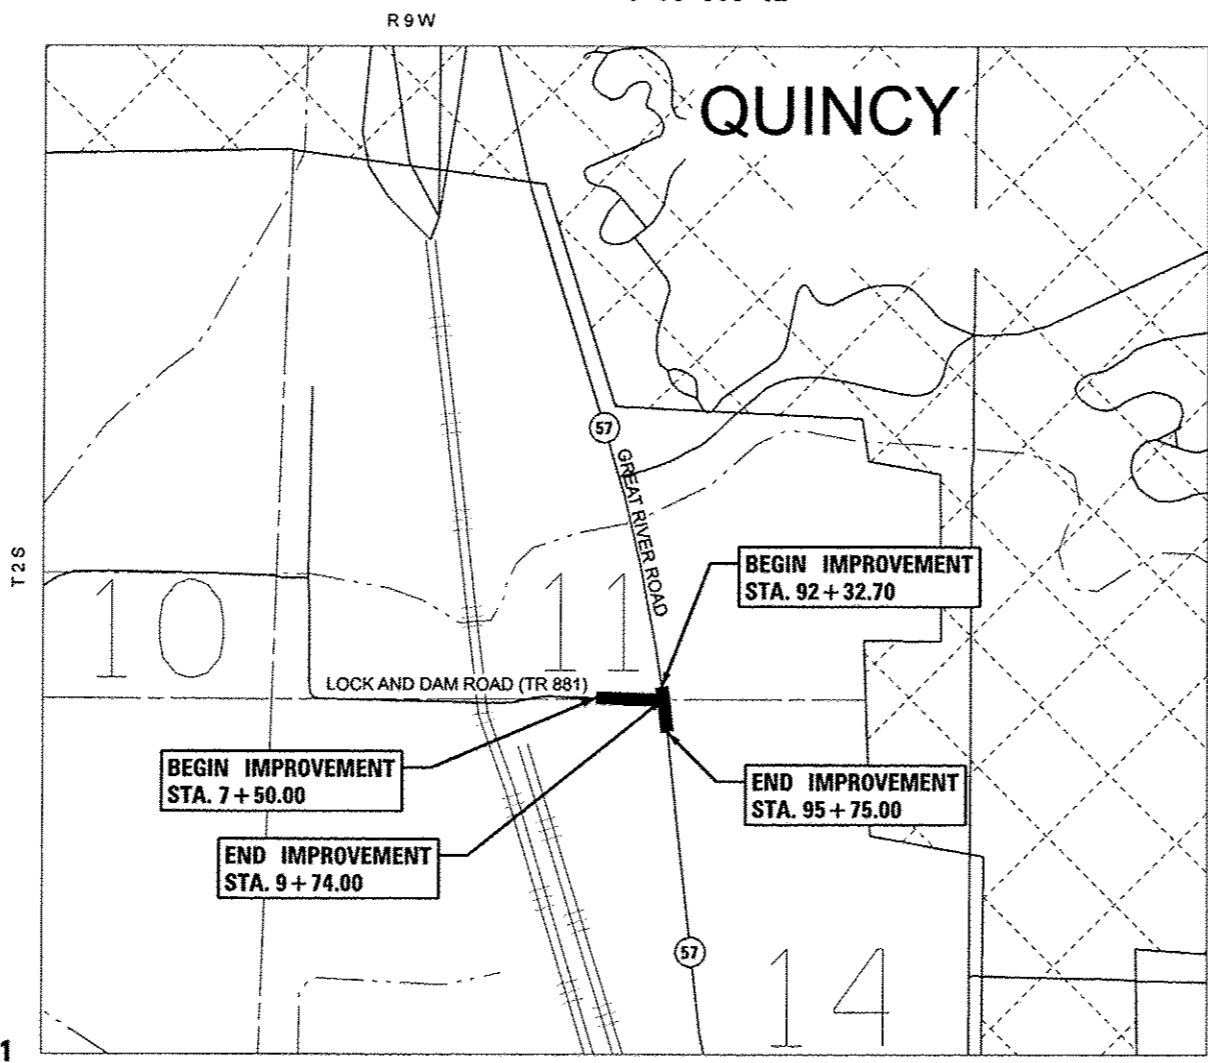 R 9 W
QUINCY
57
GREAT RIVER ROAD
T 2 S
BEGIN IMPROVEMENT
STA. 92 + 32.70
10
11
LOCK AND DAM ROAD (TR 881)
BEGIN IMPROVEMENT
STA. 7 + 50.00
END IMPROVEMENT
STA. 95 + 75.00
END IMPROVEMENT
STA. 9 + 74.00
57
14
1